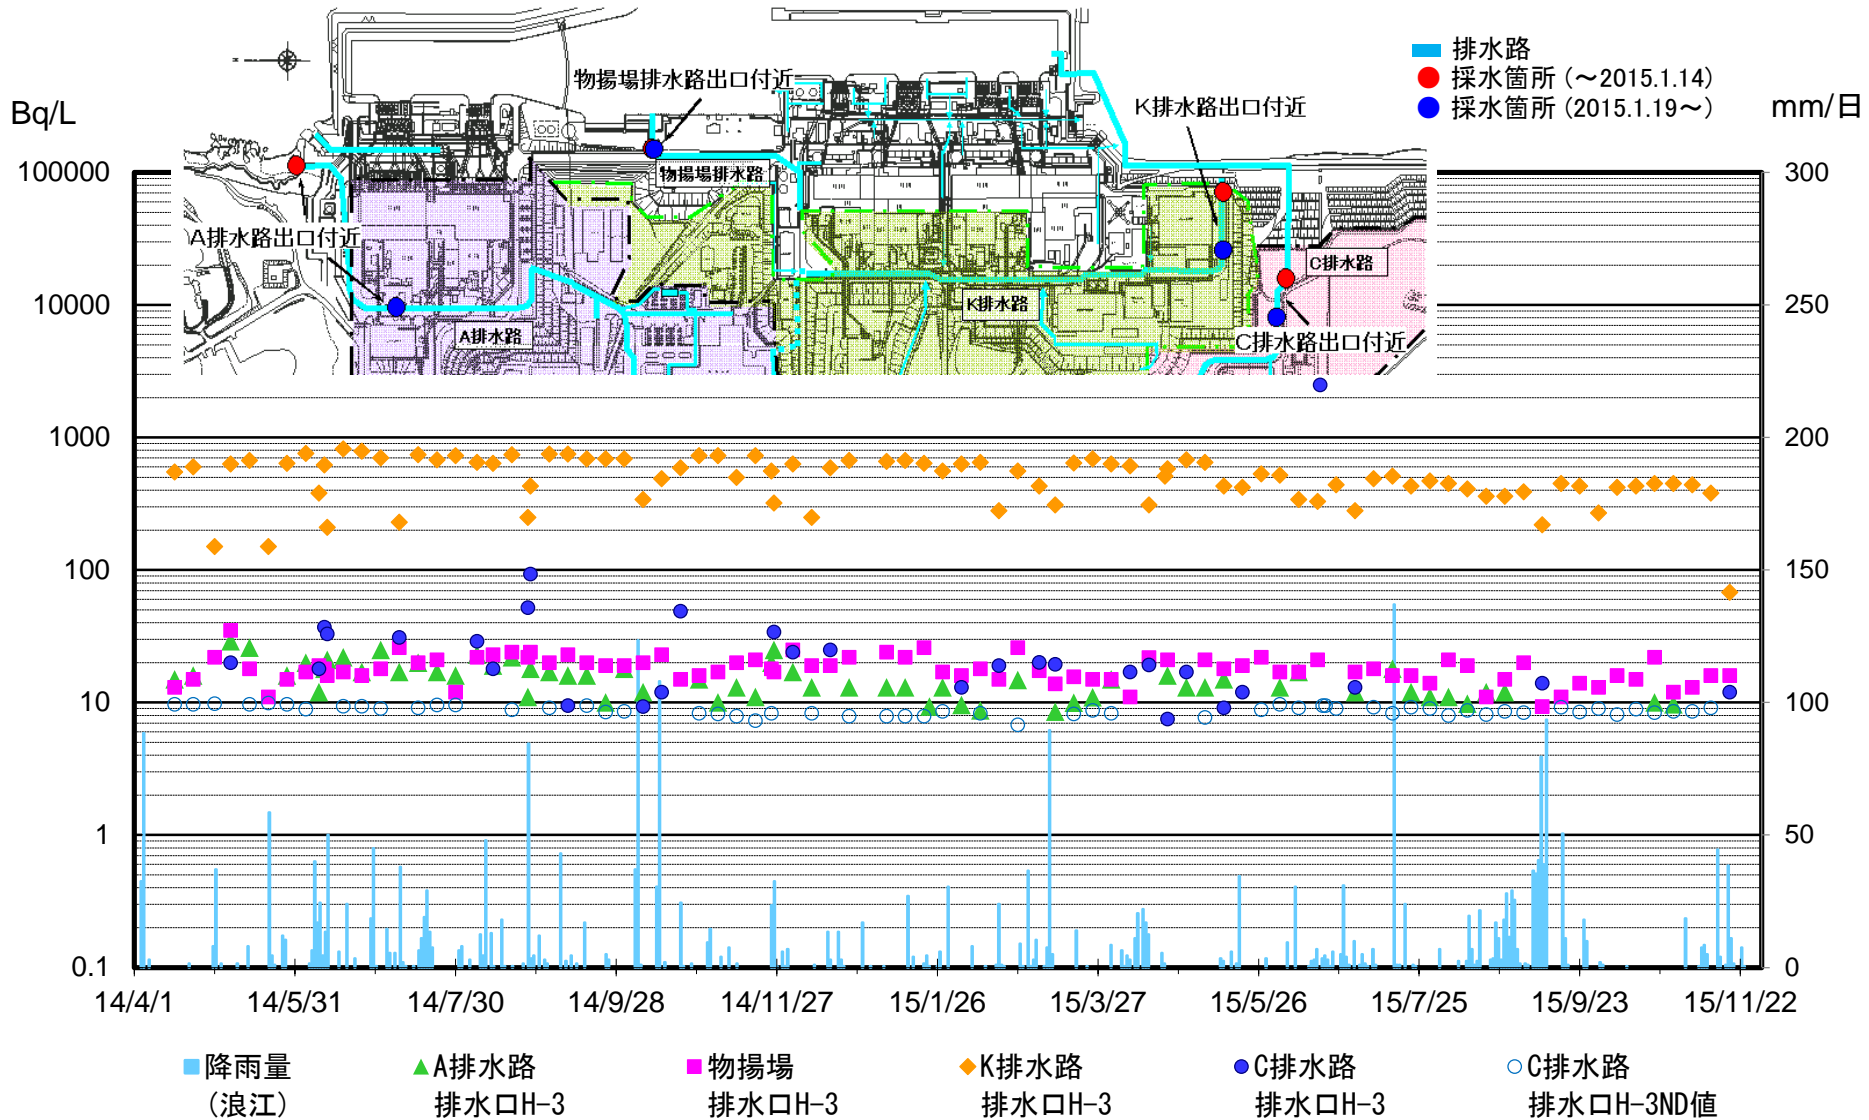 排水路
採水箇所 (～2015.1.14)
採水箇所 (2015.1.19～)
Bq/L
mm/日
物揚場排水路出口付近
K排水路出口付近
物揚場排水路
A排水路出口付近
C排水路
K排水路
A排水路
C排水路出口付近
100000
10000
1000
100
10
1
0.1
300
250
200
150
100
50
0
14/4/1
14/5/31
14/7/30
14/9/28
14/11/27
15/1/26
15/3/27
15/5/26
15/7/25
15/9/23
15/11/22
降雨量
(浪江)
A排水路
排水口H-3
物揚場
排水口H-3
K排水路
排水口H-3
C排水路
排水口H-3
C排水路
排水口H-3ND値